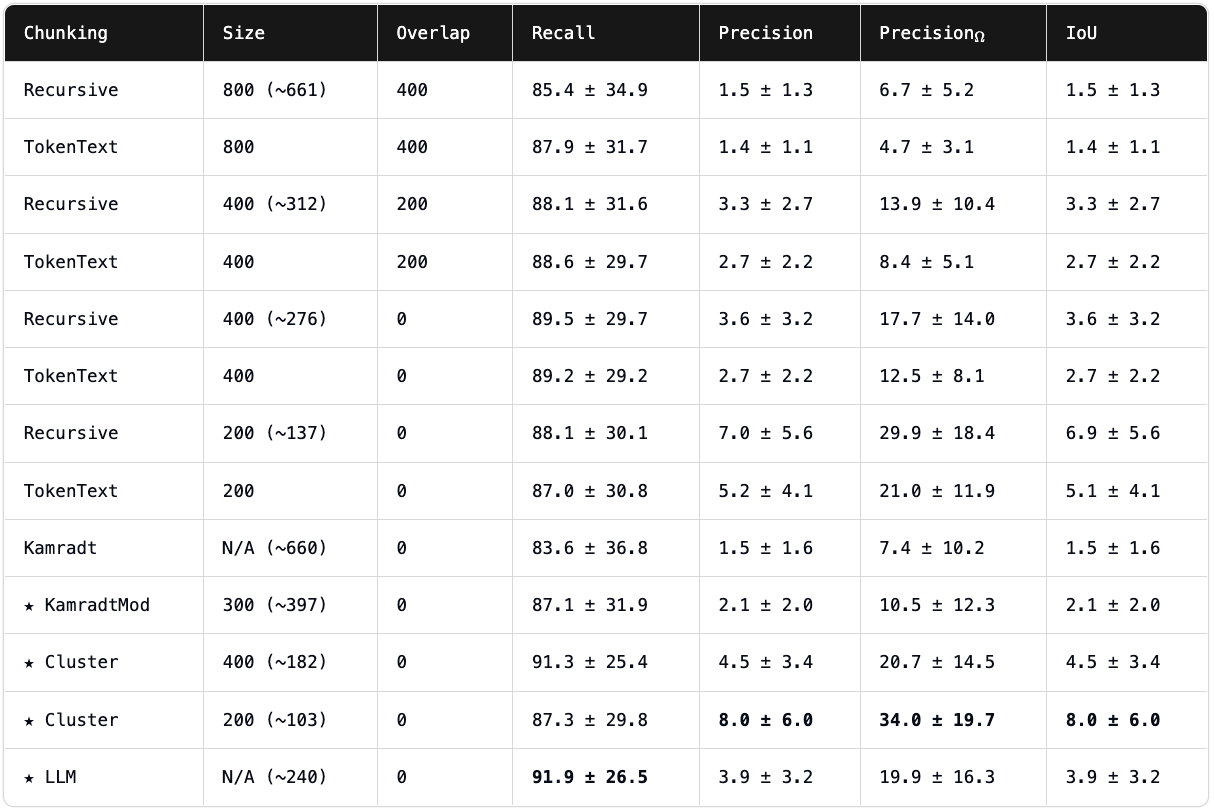 Chunking Size Overlap Recall Precision PrecisionΩ IoU
Recursive 800 (~661) 400 85.4 ± 34.9 1.5 ± 1.3 6.7 ± 5.2 1.5 ± 1.3
TokenText 800 400 87.9 ± 31.7 1.4 ± 1.1 4.7 ± 3.1 1.4 ± 1.1
Recursive 400 (~312) 200 88.1 ± 31.6 3.3 ± 2.7 13.9 ± 10.4 3.3 ± 2.7
TokenText 400 200 88.6 ± 29.7 2.7 ± 2.2 8.4 ± 5.1 2.7 ± 2.2
Recursive 400 (~276) 0 89.5 ± 29.7 3.6 ± 3.2 17.7 ± 14.0 3.6 ± 3.2
TokenText 400 0 89.2 ± 29.2 2.7 ± 2.2 12.5 ± 8.1 2.7 ± 2.2
Recursive 200 (~137) 0 88.1 ± 30.1 7.0 ± 5.6 29.9 ± 18.4 6.9 ± 5.6
TokenText 200 0 87.0 ± 30.8 5.2 ± 4.1 21.0 ± 11.9 5.1 ± 4.1
Kamradt N/A (~660) 0 83.6 ± 36.8 1.5 ± 1.6 7.4 ± 10.2 1.5 ± 1.6
★ KamradtMod 300 (~397) 0 87.1 ± 31.9 2.1 ± 2.0 10.5 ± 12.3 2.1 ± 2.0
★ Cluster 400 (~182) 0 91.3 ± 25.4 4.5 ± 3.4 20.7 ± 14.5 4.5 ± 3.4
★ Cluster 200 (~103) 0 87.3 ± 29.8 8.0 ± 6.0 34.0 ± 19.7 8.0 ± 6.0
★ LLM N/A (~240) 0 91.9 ± 26.5 3.9 ± 3.2 19.9 ± 16.3 3.9 ± 3.2